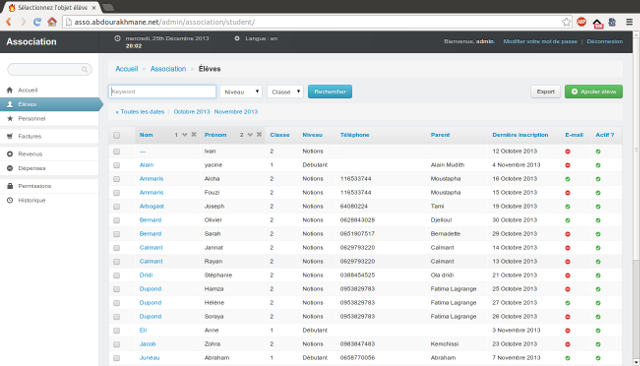 Sélectionnez l'objet élève
asso.abdourakhmane.net/admin/association/student/
Association
mercredi, 25th Décembre 2013
20:02
Langue : en
Bienvenue, admin. Modifier votre mot de passe | Déconnexion
Accueil
Élèves
Personnel
Factures
Revenus
Dépenses
Permissions
Historique
Accueil » Association » Élèves
Keyword Niveau Classe Rechercher Export Ajouter élève
« Toutes les dates Octobre 2013 Novembre 2013
Nom 1 Prénom 2 Classe Niveau Téléphone Parent Dernière inscription E-mail Actif ?
--- Ivan 2 Notions 12 Octobre 2013
Alain yacine 1 Débutant Alain Mudith 4 Novembre 2013
Ammaris Aicha 2 Notions 116533744 Moustapha 16 Octobre 2013
Ammaris Fouzi 2 Notions 116533744 Moustapha 15 Octobre 2013
Arbogast Joseph 2 Notions 64080224 Tami 19 Octobre 2013
Bernard Olivier 2 Notions 0628843028 Djelloul 30 Octobre 2013
Bernard Sarah 2 Notions 0651907517 Bernadette 29 Octobre 2013
Calmant Jannat 2 Notions 0629793220 Calmant 14 Octobre 2013
Calmant Rayan 2 Notions 0629793220 Calmant 13 Octobre 2013
Dridi Stéphanie 2 Notions 0388454525 Ola dridi 21 Octobre 2013
Dupond Hamza 2 Notions 0953829783 Fatima Lagrange 25 Octobre 2013
Dupond Hélène 2 Notions 0953829783 Fatima Lagrange 27 Octobre 2013
Dupond Soraya 2 Notions 0953829783 Fatima Lagrange 26 Octobre 2013
Eli Anne 1 Débutant 3 Novembre 2013
Jacob Zohra 2 Notions 0983847483 Kemchissi 23 Octobre 2013
Juneau Abraham 1 Débutant 0658770056 Abraham 7 Novembre 2013